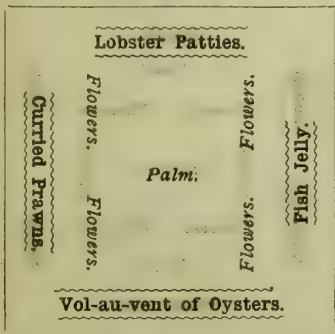 Lobster Patties.
Flowers.
Flowers.
Curried Prawns.
Palm.
Fish Jelly.
Flowers.
Flowers.
Vol-au-vent of Oysters.